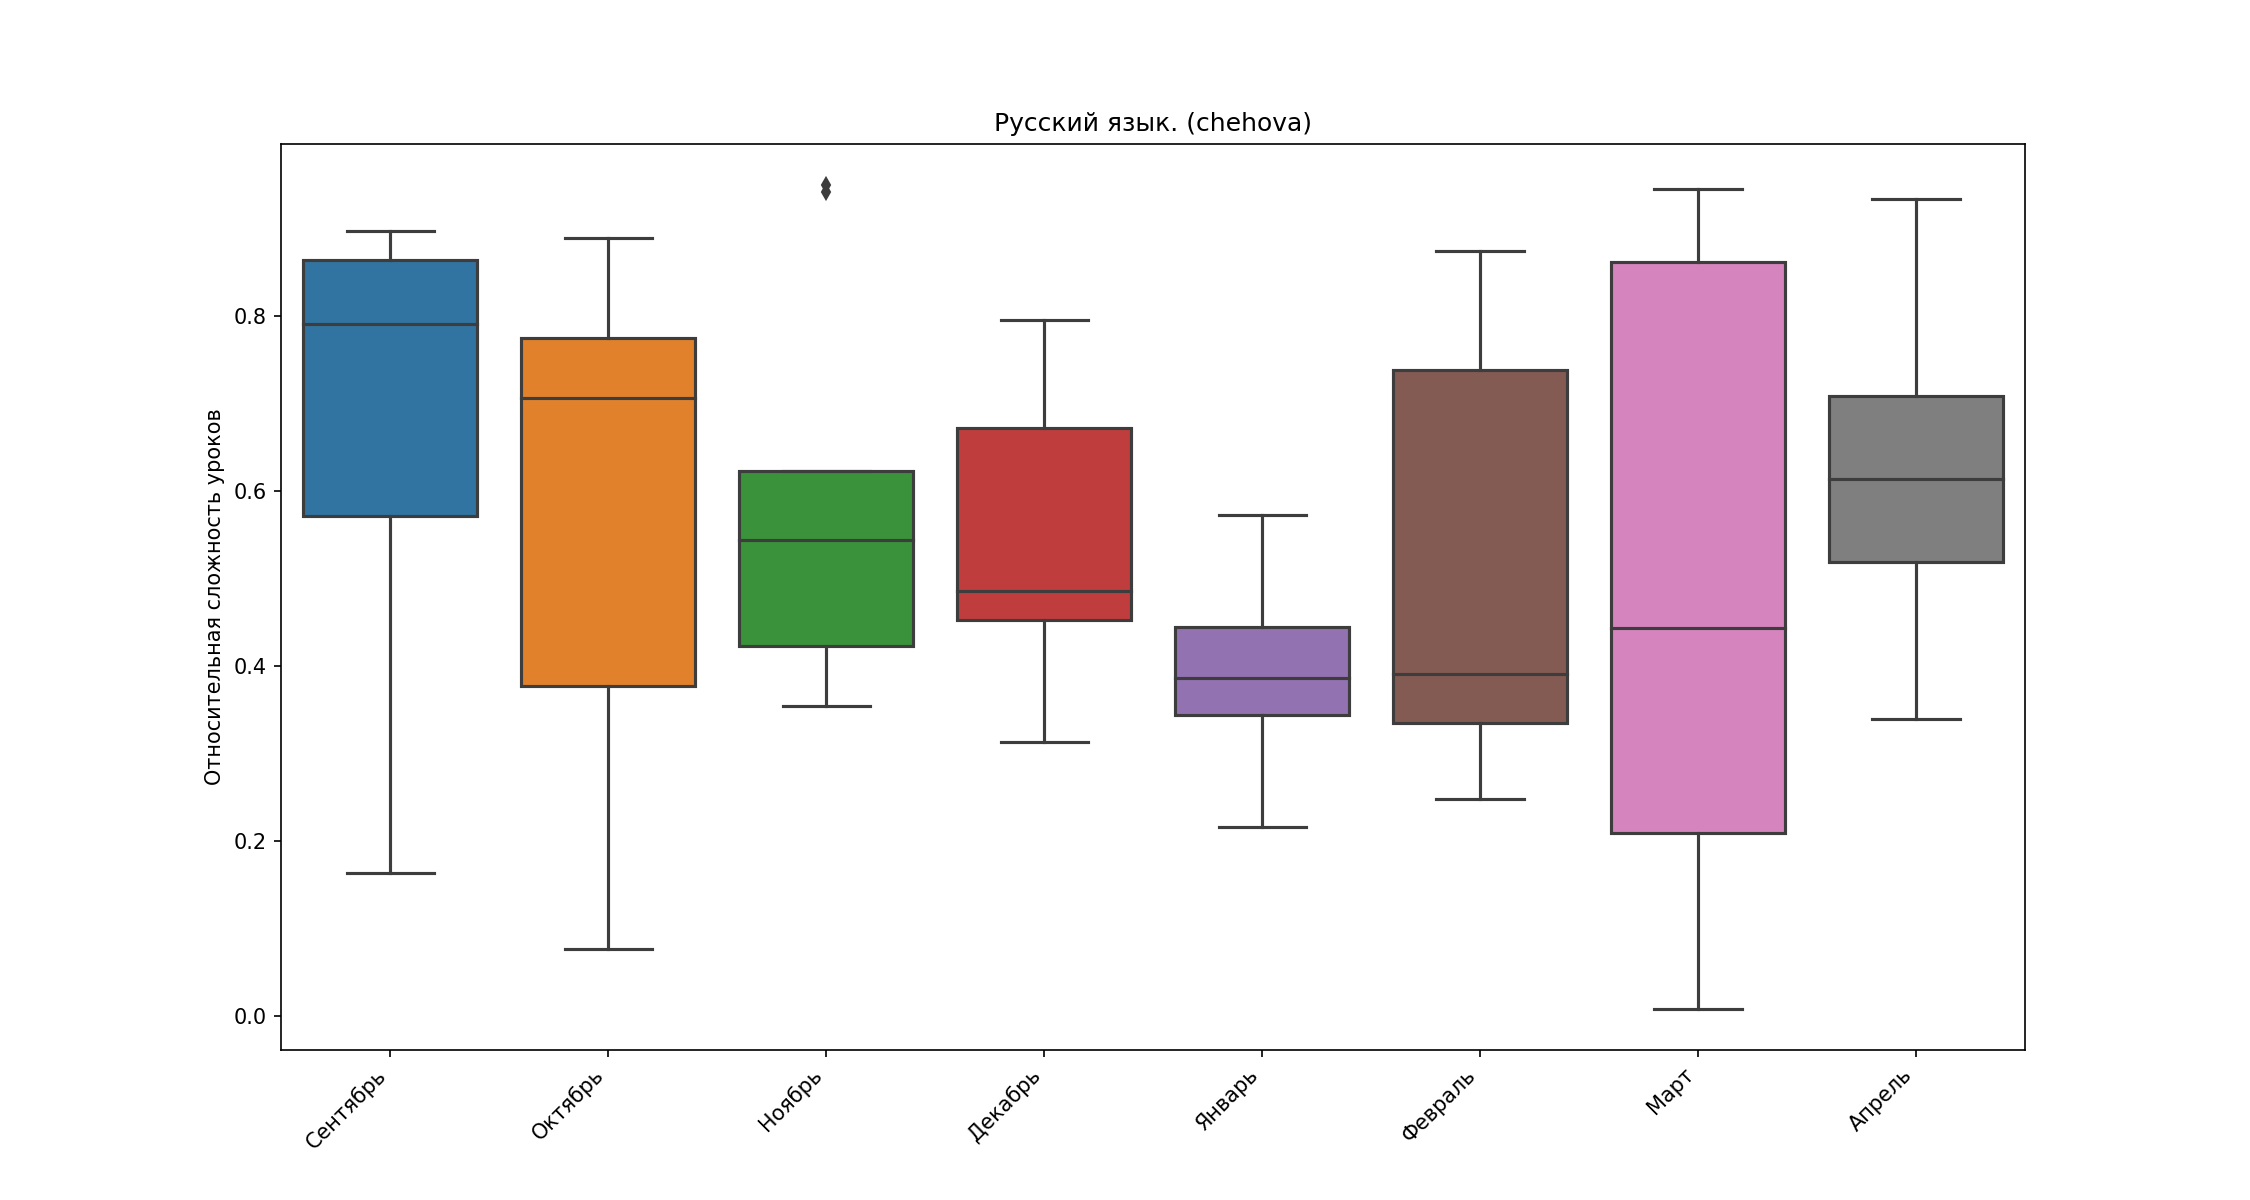 Русский язык. (chehova)
Относительная сложность уроков
0.8
0.6
0.4
0.2
0.0
Сентябрь
Октябрь
Ноябрь
Декабрь
Январь
Февраль
Март
Апрель